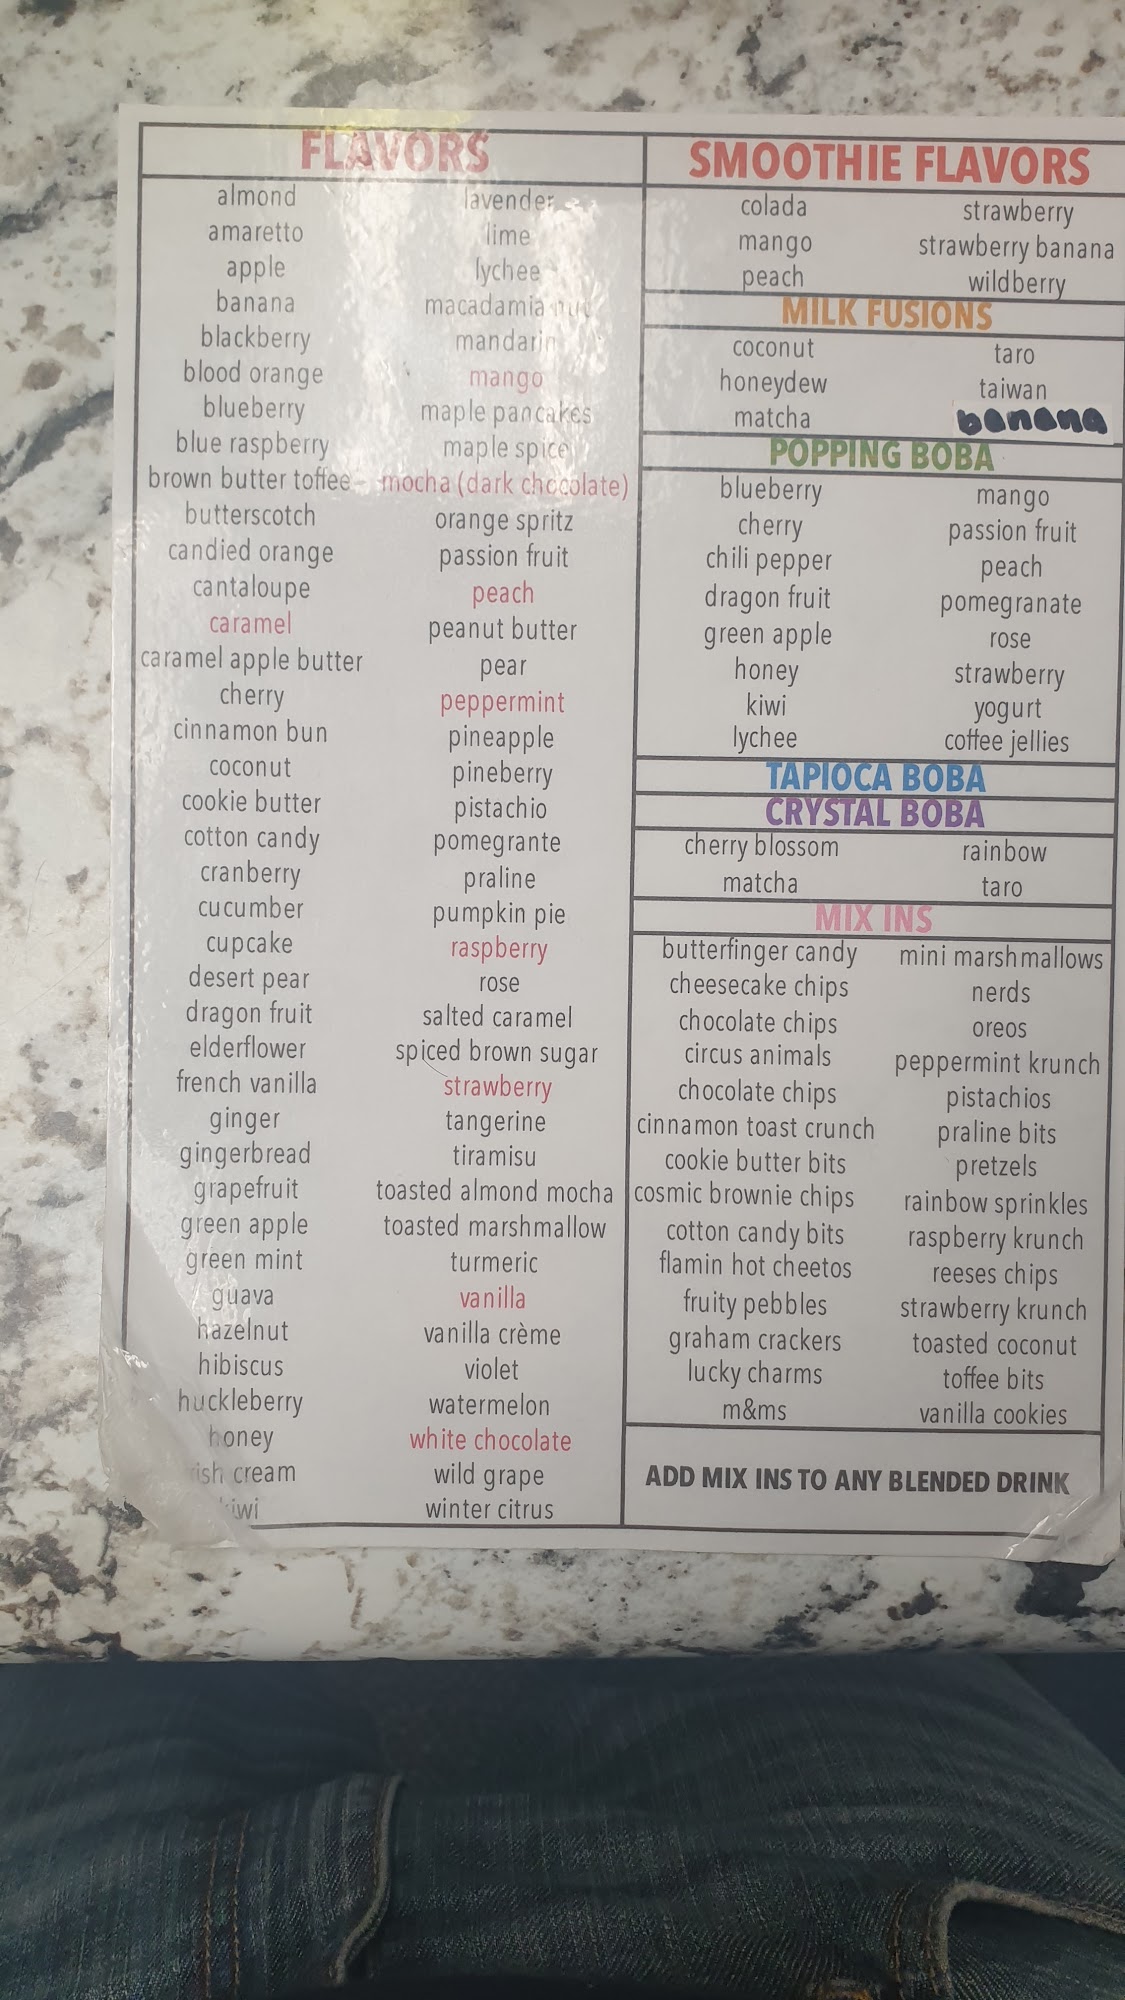 FLAVORS
almond
amaretto
apple
banana
blackberry
blood orange
blueberry
blue raspberry
brown butter toffee
butterscotch
candied orange
cantaloupe
caramel
caramel apple butter
cherry
cinnamon bun
coconut
cookie butter
cotton candy
cranberry
cucumber
cupcake
desert pear
dragon fruit
elderflower
french vanilla
ginger
gingerbread
grapefruit
green apple
green mint
guava
hazelnut
hibiscus
huckleberry
honey
irish cream
kiwi
lavender
lime
lychee
macadamia nut
mandarin
mango
maple pancakes
maple spice
mocha (dark chocolate)
orange spritz
passion fruit
peach
peanut butter
pear
peppermint
pineapple
pineberry
pistachio
pomegrante
praline
pumpkin pie
raspberry
rose
salted caramel
spiced brown sugar
strawberry
tangerine
tiramisu
toasted almond mocha
toasted marshmallow
turmeric
vanilla
vanilla crème
violet
watermelon
white chocolate
wild grape
winter citrus
SMOOTHIE FLAVORS
colada
mango
peach
strawberry
strawberry banana
wildberry
MILK FUSIONS
coconut
honeydew
matcha
taro
taiwan
banana
POPPING BOBA
blueberry
cherry
chili pepper
dragon fruit
green apple
honey
kiwi
lychee
mango
passion fruit
peach
pomegranate
rose
strawberry
yogurt
coffee jellies
TAPIOCA BOBA
CRYSTAL BOBA
cherry blossom
matcha
rainbow
taro
MIX INS
butterfinger candy
cheesecake chips
chocolate chips
circus animals
chocolate chips
cinnamon toast crunch
cookie butter bits
cosmic brownie chips
cotton candy bits
flamin hot cheetos
fruity pebbles
graham crackers
lucky charms
m&ms
mini marshmallows
nerds
oreos
peppermint krunch
pistachios
praline bits
pretzels
rainbow sprinkles
raspberry krunch
reeses chips
strawberry krunch
toasted coconut
toffee bits
vanilla cookies
ADD MIX INS TO ANY BLENDED DRINK